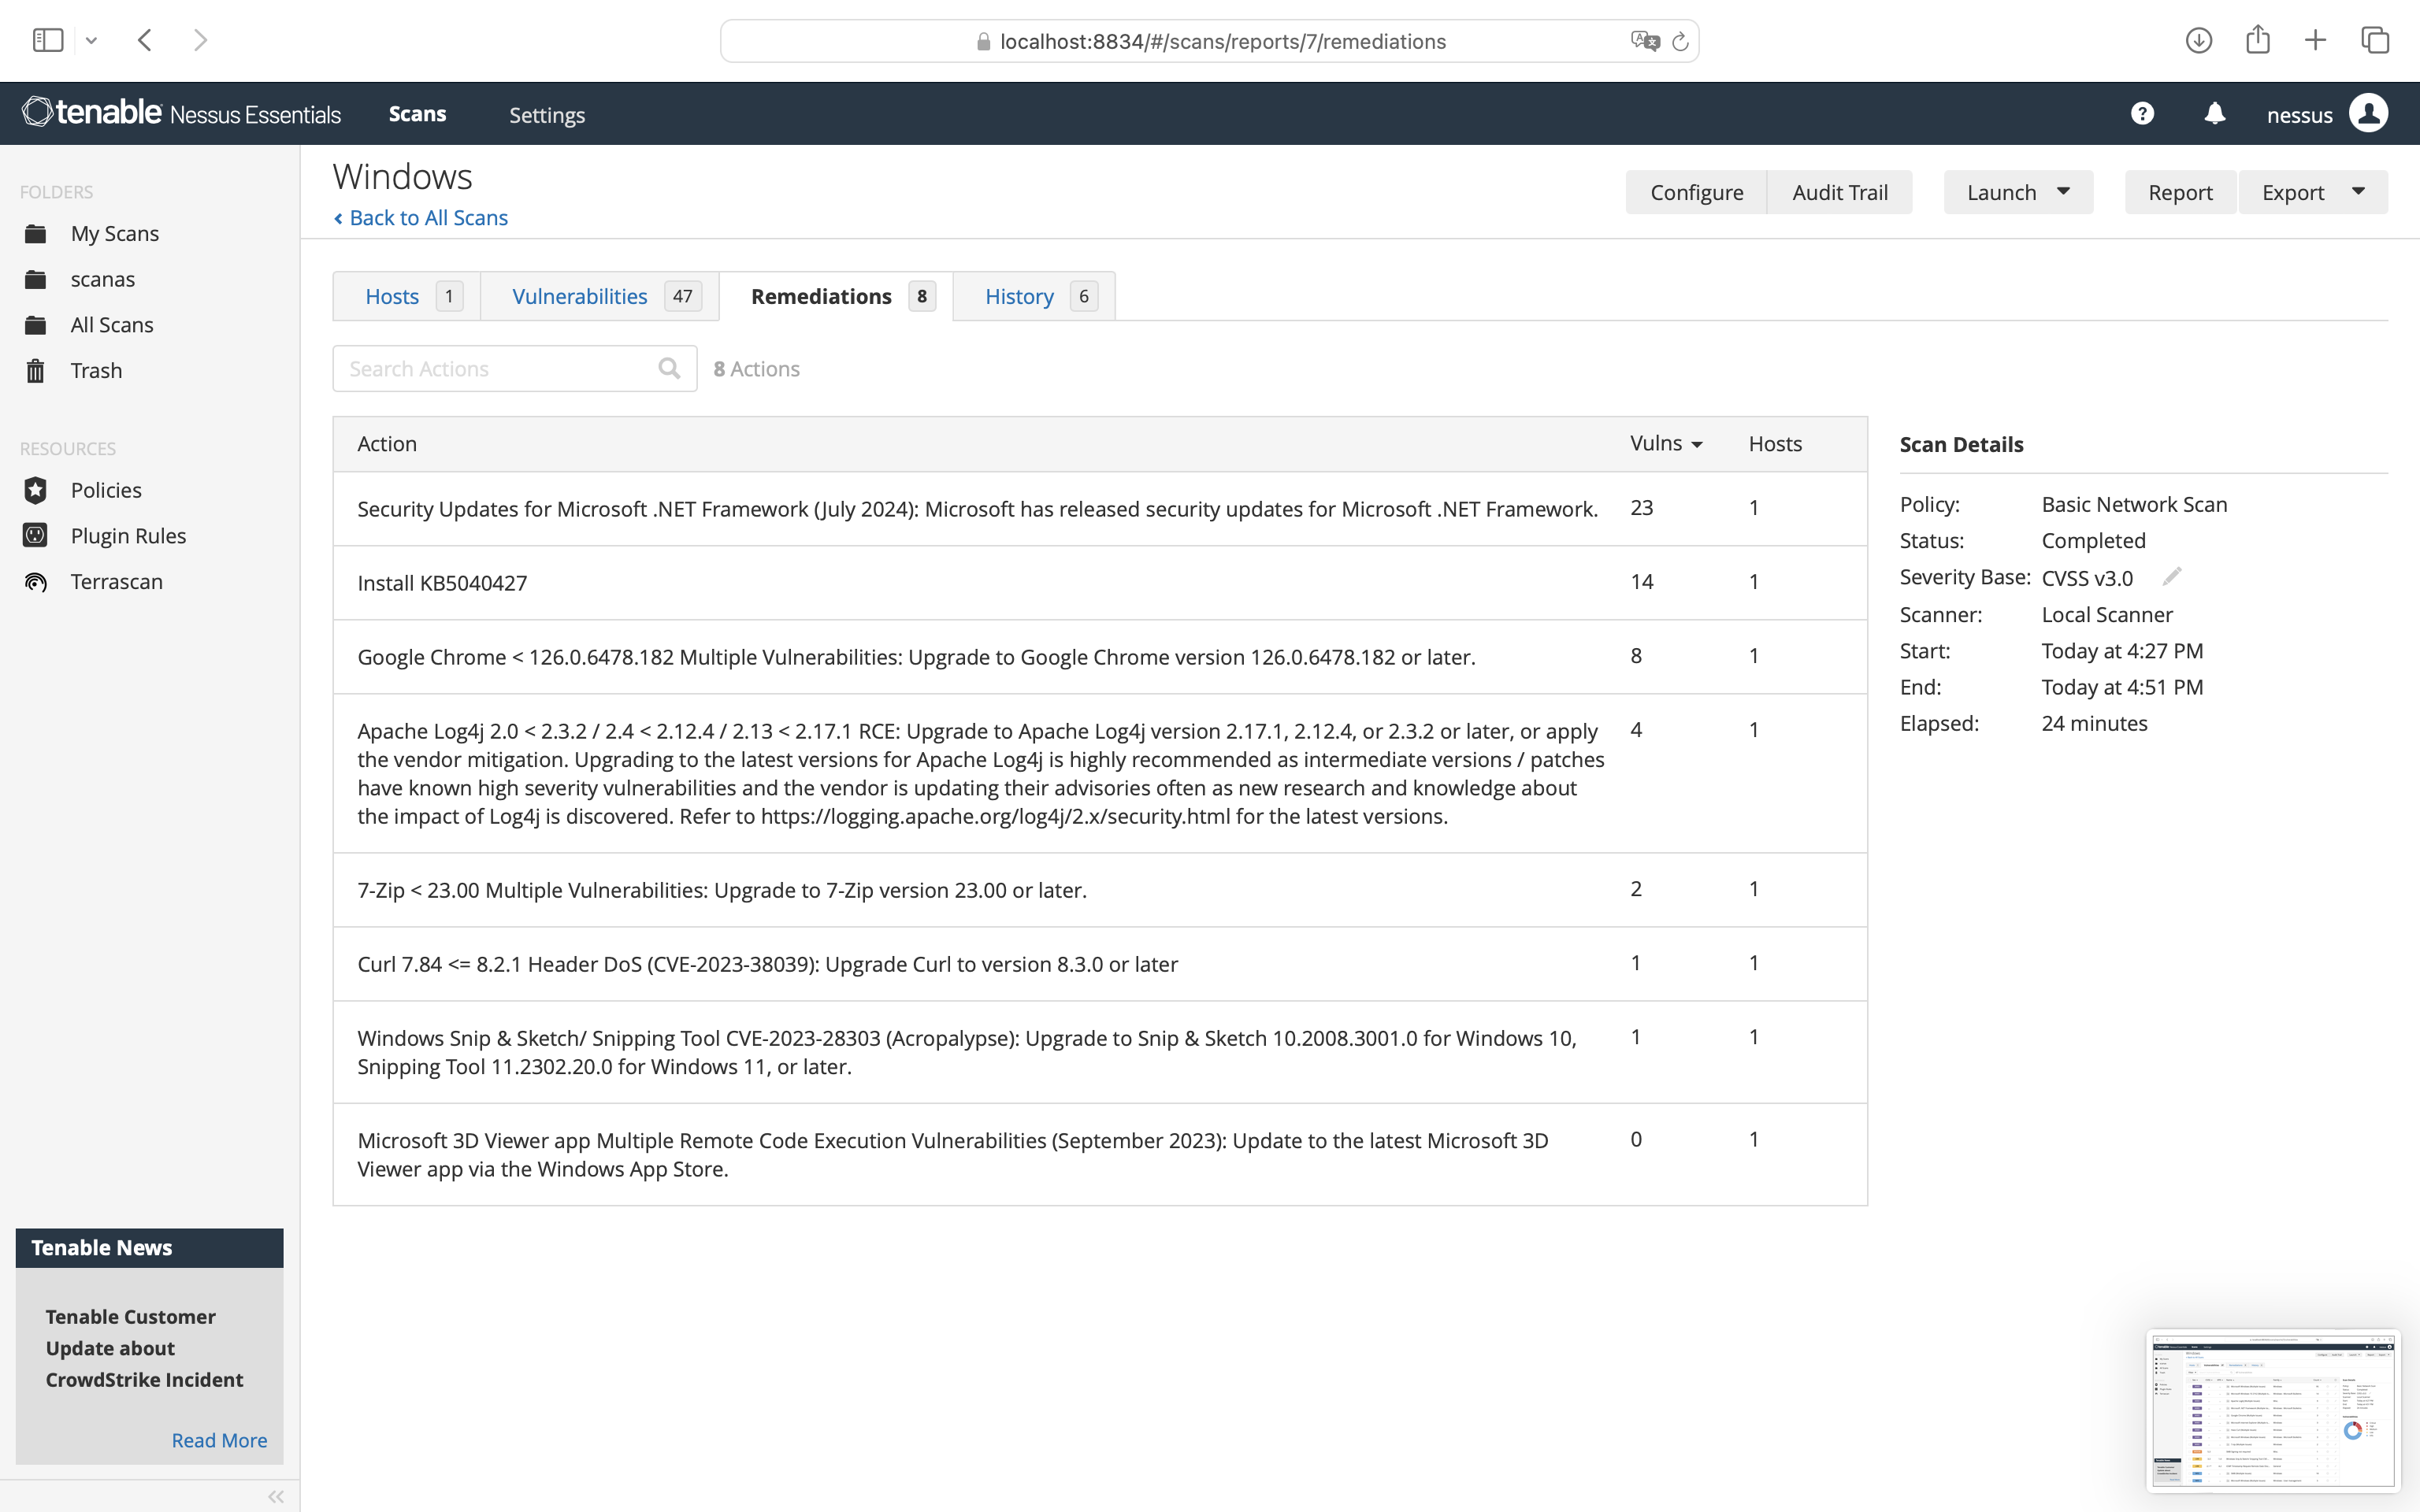 localhost:8834/#/scans/reports/7/remediations
tenable Nessus Essentials
Scans
Settings
?
nessus
FOLDERS
My Scans
scanas
All Scans
Trash
RESOURCES
Policies
Plugin Rules
Terrascan
Tenable News
Tenable Customer
Update about
CrowdStrike Incident
Read More
Windows
Back to All Scans
Configure
Audit Trail
Launch
Report
Export
Hosts 1
Vulnerabilities 47
Remediations 8
History 6
Search Actions
8 Actions
Action Vulns Hosts
Security Updates for Microsoft .NET Framework (July 2024): Microsoft has released security updates for Microsoft .NET Framework. 23 1
Install KB5040427 14 1
Google Chrome < 126.0.6478.182 Multiple Vulnerabilities: Upgrade to Google Chrome version 126.0.6478.182 or later. 8 1
Apache Log4j 2.0 < 2.3.2 / 2.4 < 2.12.4 / 2.13 < 2.17.1 RCE: Upgrade to Apache Log4j version 2.17.1, 2.12.4, or 2.3.2 or later, or apply 4 1
the vendor mitigation. Upgrading to the latest versions for Apache Log4j is highly recommended as intermediate versions / patches
have known high severity vulnerabilities and the vendor is updating their advisories often as new research and knowledge about
the impact of Log4j is discovered. Refer to https://logging.apache.org/log4j/2.x/security.html for the latest versions.
7-Zip < 23.00 Multiple Vulnerabilities: Upgrade to 7-Zip version 23.00 or later. 2 1
Curl 7.84 <= 8.2.1 Header DoS (CVE-2023-38039): Upgrade Curl to version 8.3.0 or later 1 1
Windows Snip & Sketch/ Snipping Tool CVE-2023-28303 (Acropalypse): Upgrade to Snip & Sketch 10.2008.3001.0 for Windows 10, 1 1
Snipping Tool 11.2302.20.0 for Windows 11, or later.
Microsoft 3D Viewer app Multiple Remote Code Execution Vulnerabilities (September 2023): Update to the latest Microsoft 3D 0 1
Viewer app via the Windows App Store.
Scan Details
Policy: Basic Network Scan
Status: Completed
Severity Base: CVSS v3.0
Scanner: Local Scanner
Start: Today at 4:27 PM
End: Today at 4:51 PM
Elapsed: 24 minutes